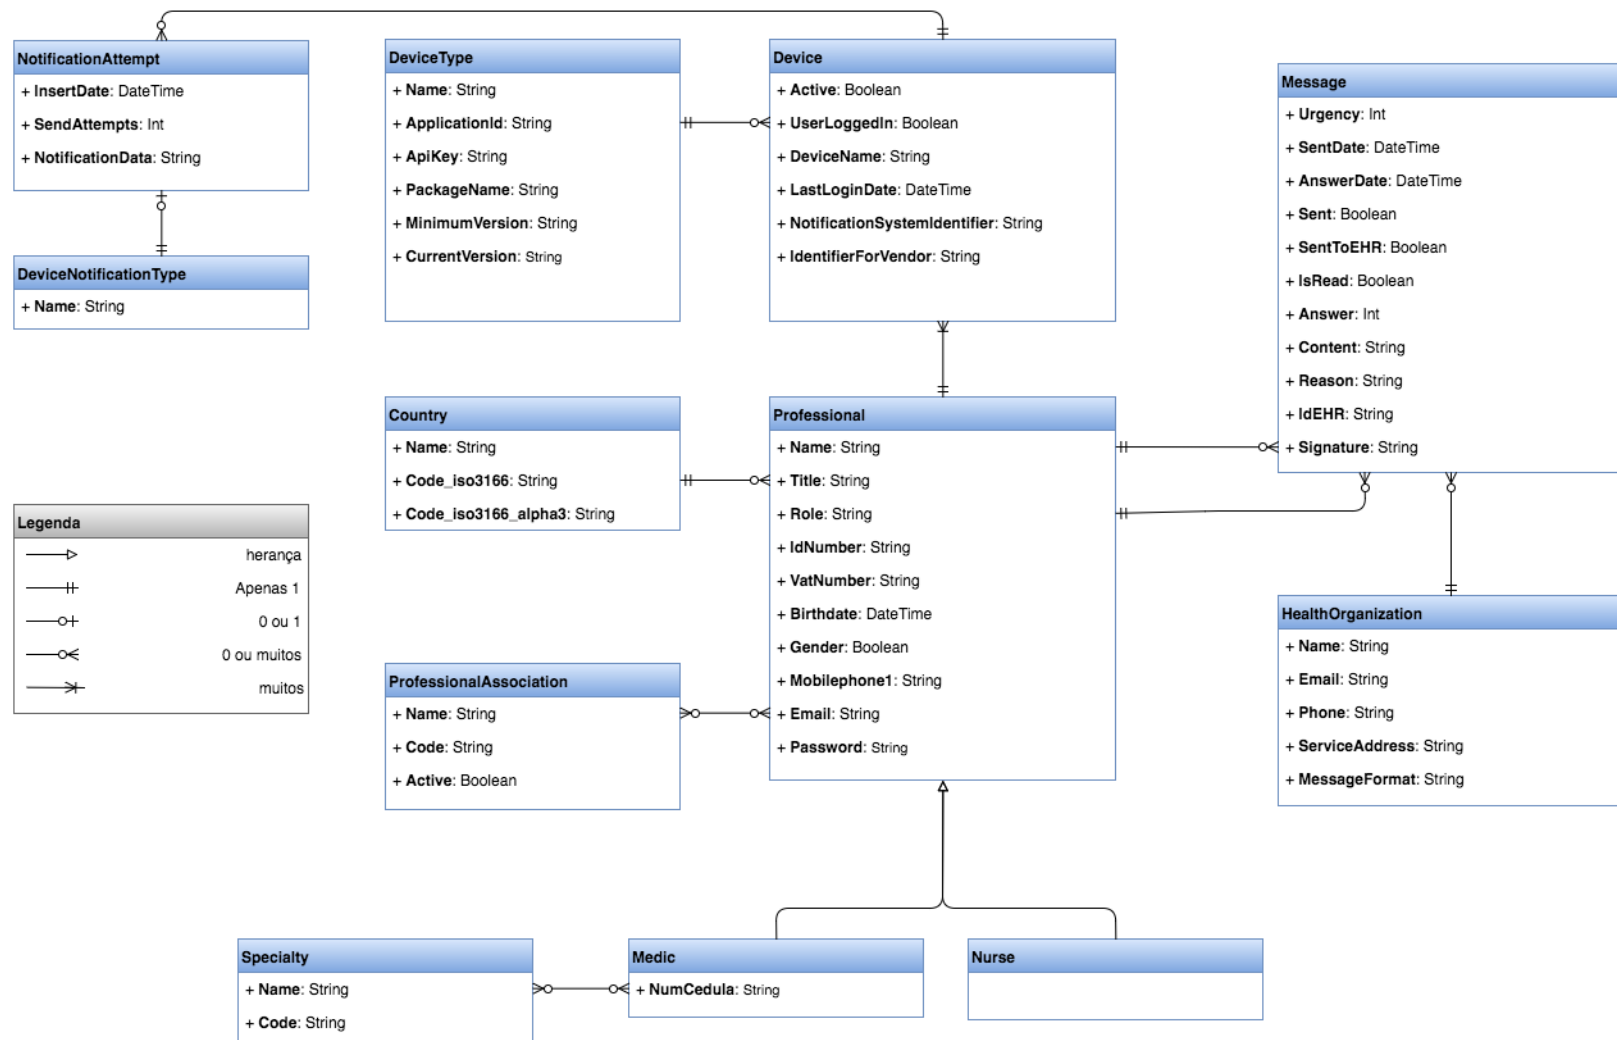 NotificationAttempt
+ InsertDate: DateTime
+ SendAttempts: Int
+ NotificationData: String
DeviceNotificationType
+ Name: String
DeviceType
+ Name: String
+ ApplicationId: String
+ ApiKey: String
+ PackageName: String
+ MinimumVersion: String
+ CurrentVersion: String
Device
+ Active: Boolean
+ UserLoggedIn: Boolean
+ DeviceName: String
+ LastLoginDate: DateTime
+ NotificationSystemIdentifier: String
+ IdentifierForVendor: String
Message
+ Urgency: Int
+ SentDate: DateTime
+ AnswerDate: DateTime
+ Sent: Boolean
+ SentToEHR: Boolean
+ IsRead: Boolean
+ Answer: Int
+ Content: String
+ Reason: String
+ IdEHR: String
+ Signature: String
Country
+ Name: String
+ Code_iso3166: String
+ Code_iso3166_alpha3: String
Professional
+ Name: String
+ Title: String
+ Role: String
+ IdNumber: String
+ VatNumber: String
+ Birthdate: DateTime
+ Gender: Boolean
+ Mobilephone1: String
+ Email: String
+ Password: String
Legenda
herança
Apenas 1
0 ou 1
0 ou muitos
muitos
ProfessionalAssociation
+ Name: String
+ Code: String
+ Active: Boolean
HealthOrganization
+ Name: String
+ Email: String
+ Phone: String
+ ServiceAddress: String
+ MessageFormat: String
Specialty
+ Name: String
+ Code: String
Medic
+ NumCedula: String
Nurse